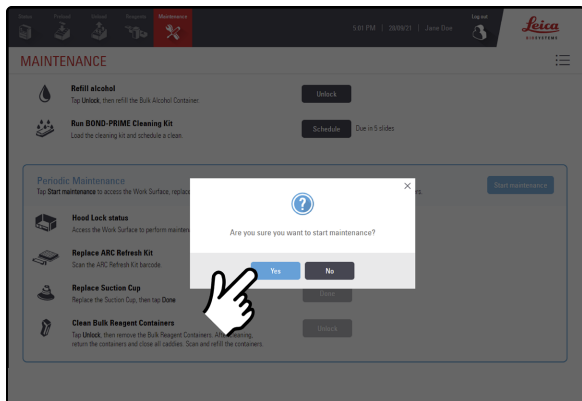 Status Preload Unload Reagents Maintenance Log out
5:01 PM | 28/09/21 | Jane Doe
Leica
BIOSYSTEMS
MAINTENANCE
Refill alcohol
Tap Unlock, then refill the Bulk Alcohol Container.
Unlock
Run BOND-PRIME Cleaning Kit
Load the cleaning kit and schedule a clean.
Schedule Due in 5 slides
Periodic Maintenance
Tap Start maintenance to access the Work Surface, replac
Start maintenance
Hood Lock status
Access the Work Surface to perform mainten
Replace ARC Refresh Kit
Scan the ARC Refresh Kit barcode.
Replace Suction Cup
Replace the Suction Cup, then tap Done
Done
Clean Bulk Reagent Containers
Tap Unlock, then remove the Bulk Reagent Containers. After cleaning,
return the containers and close all caddies. Scan and refill the containers.
Unlock
Are you sure you want to start maintenance?
Yes No